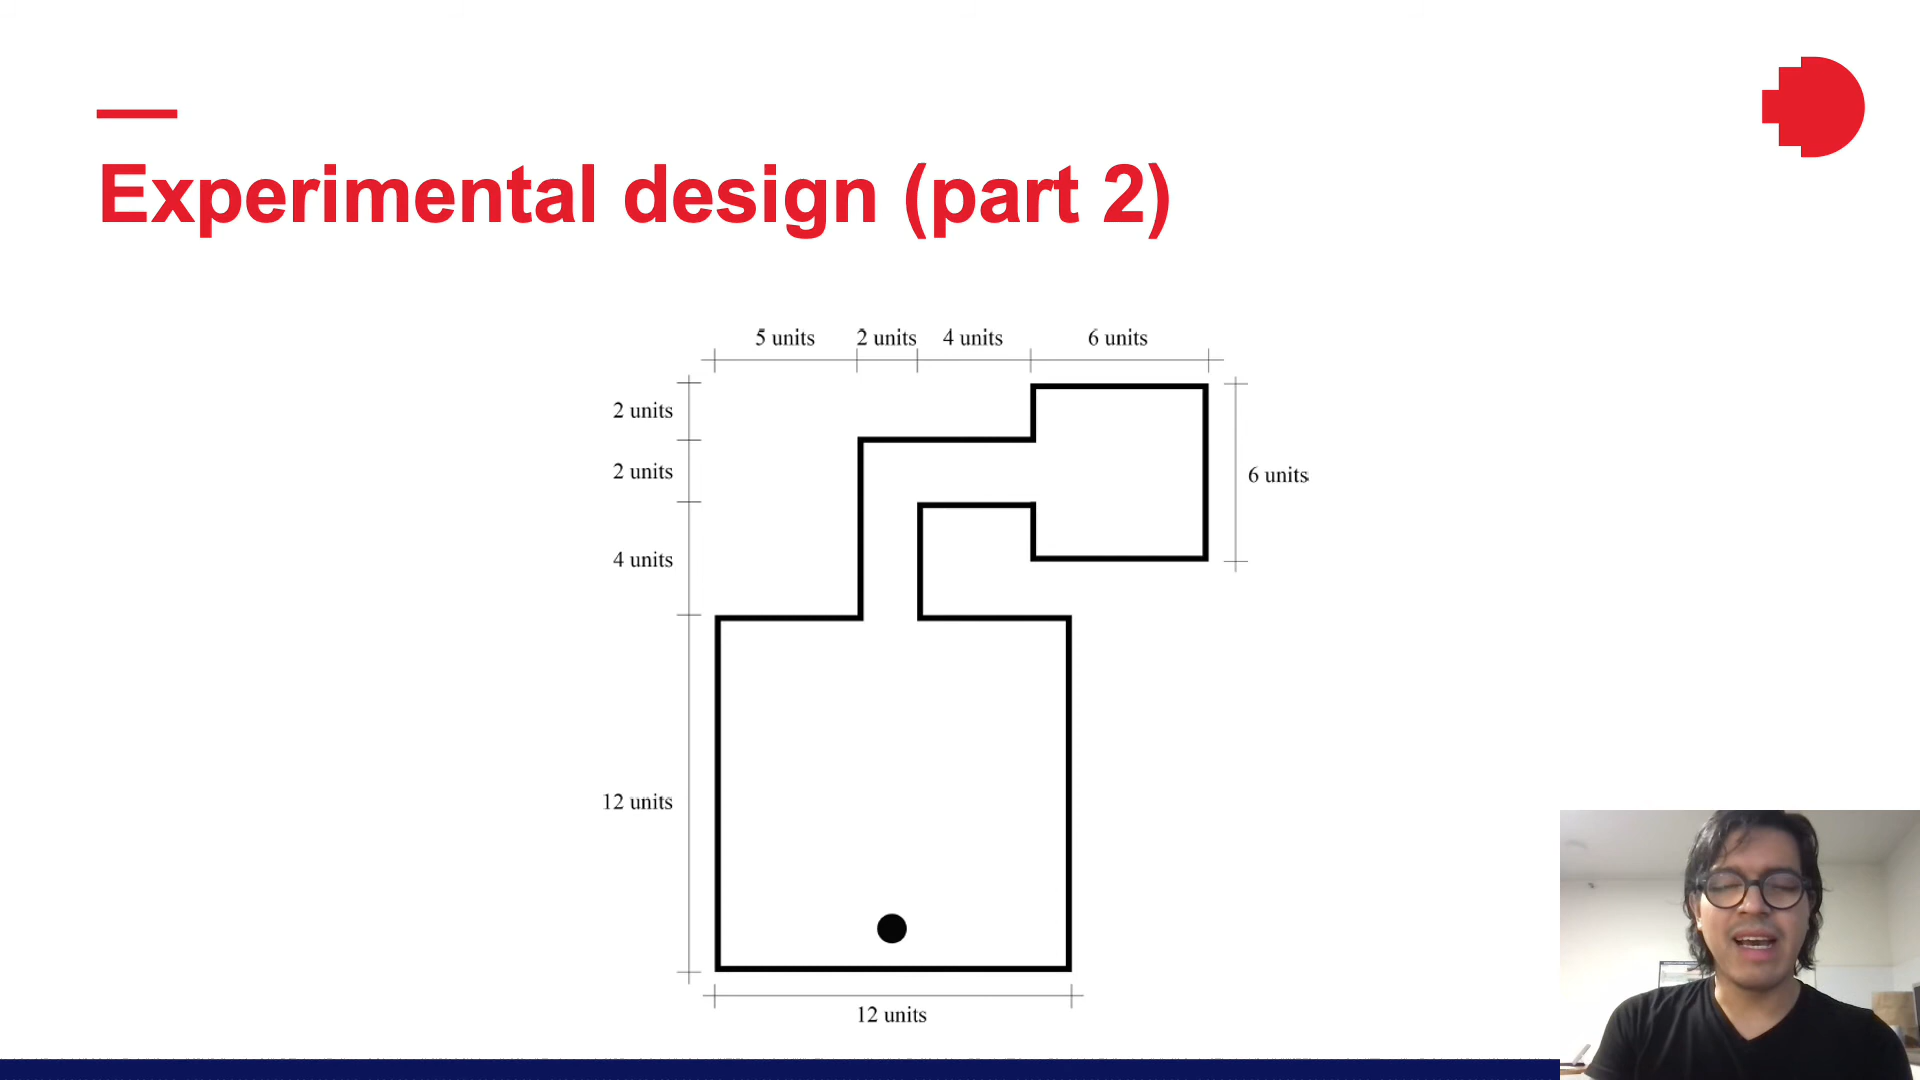 Experimental design (part 2)
5 units 2 units 4 units 6 units
2 units
2 units
6 units
4 units
12 units
12 units